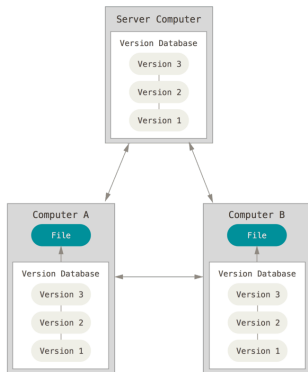 Server Computer
Version Database
Version 3
Version 2
Version 1
Computer A
File
Version Database
Version 3
Version 2
Version 1
Computer B
File
Version Database
Version 3
Version 2
Version 1